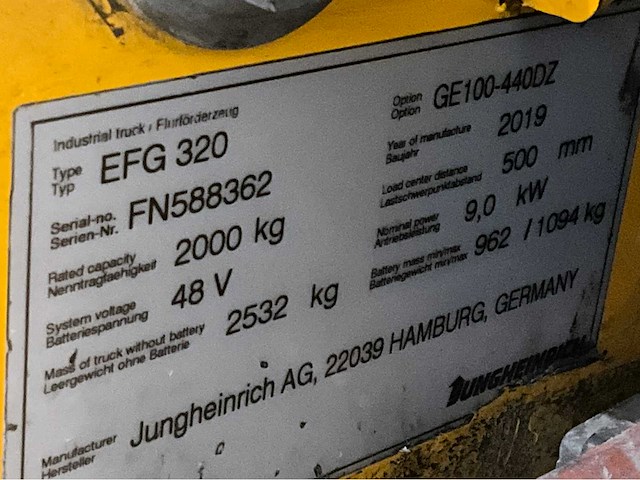 Industrial truck / Flurförderzeug
Type
Typ
EFG 320
Option
Option
GE100-440DZ
Serial-no.
Serien-Nr.
FN588362
Year of manufacture
Baujahr
2019
Rated capacity
Nenntragfaehigkeit
2000 kg
Load center distance
Lastschwerpunktabstand
500 mm
System voltage
Batteriespannung
48 V
Nominal power
Antriebsleistung
9,0 kW
Mass of truck without battery
Leergewicht ohne Batterie
2532 kg
Battery mass min/max
Batteriegewicht min/max
962 / 1094 kg
Manufacturer
Hersteller
Jungheinrich AG, 22039 HAMBURG, GERMANY
JUNGHEINRICH